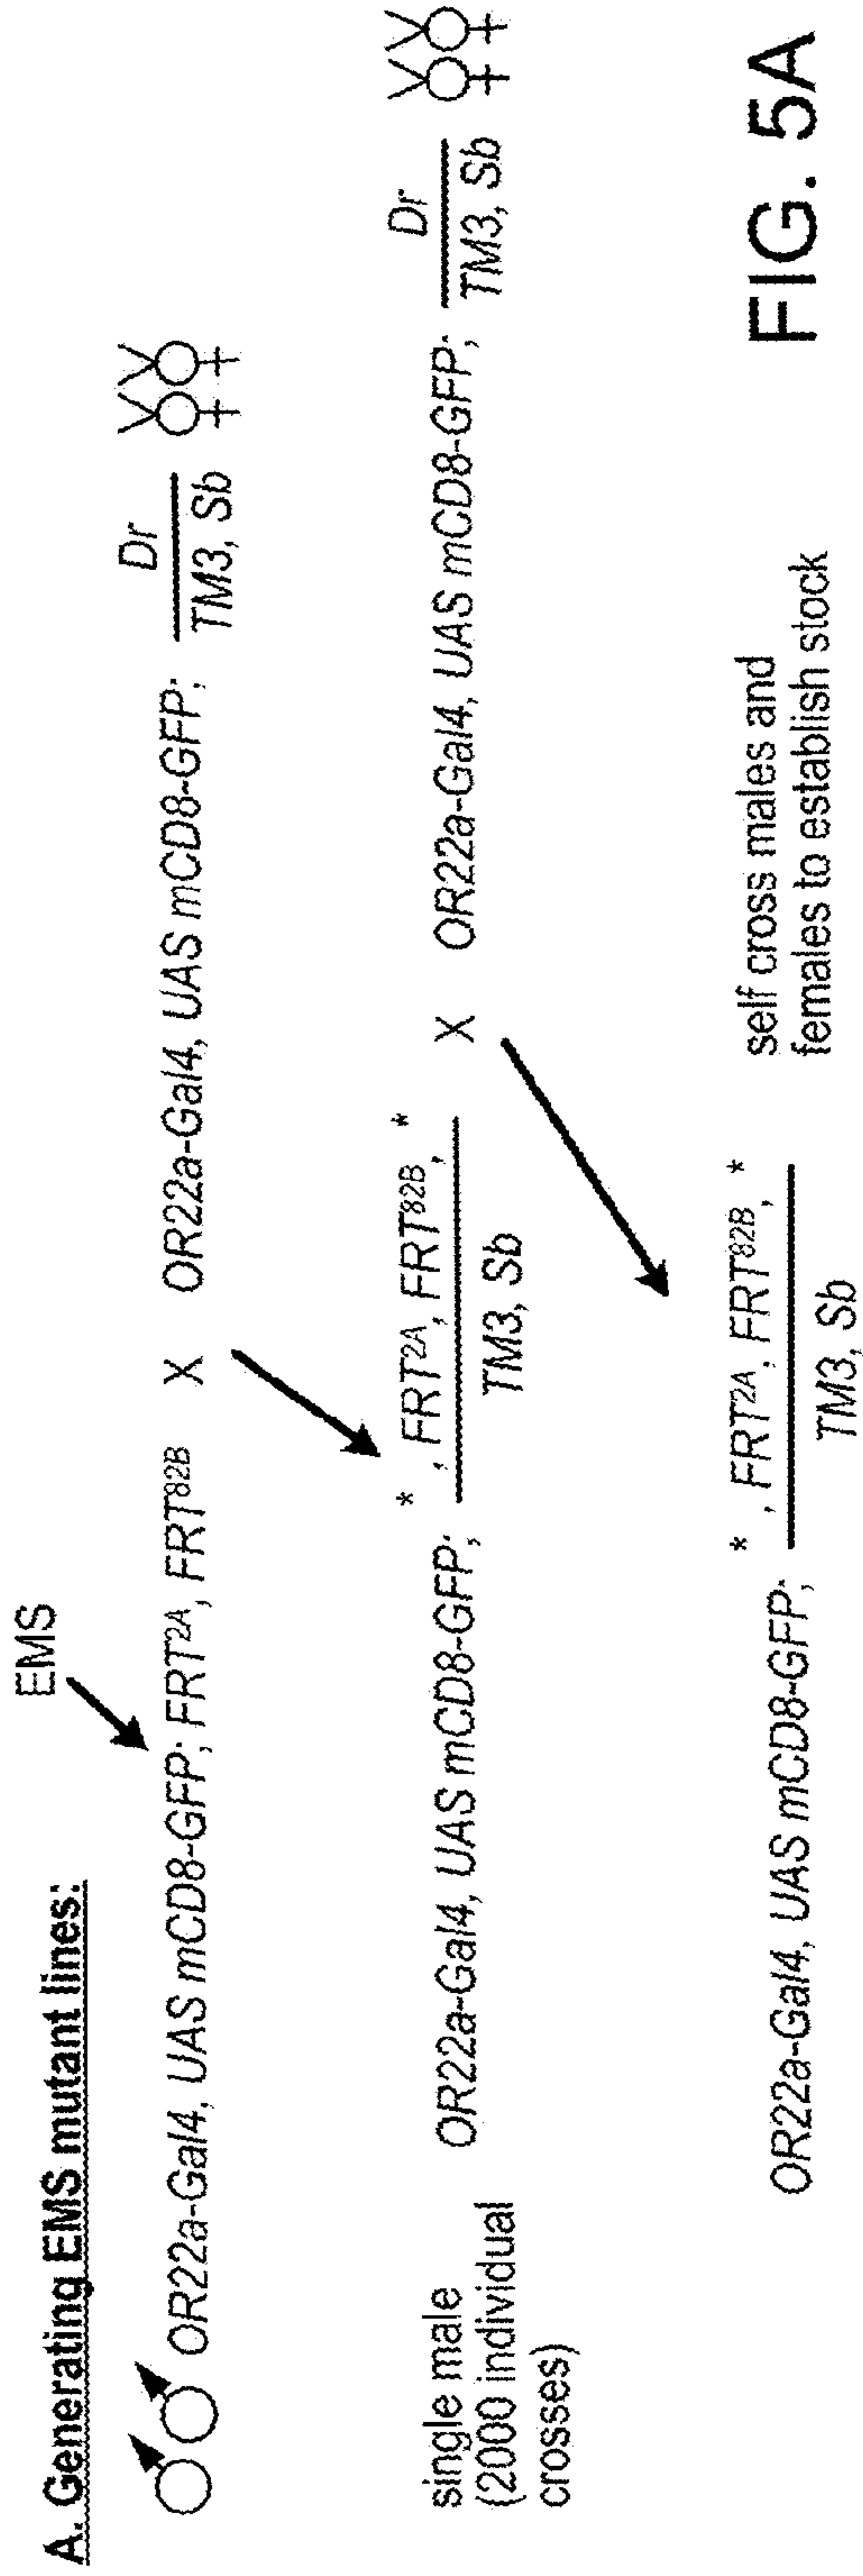 A. Generating EMS mutant lines:
EMS
OR22a-Gal4, UAS mCD8-GFP; FRT2A, FRT82B X OR22a-Gal4, UAS mCD8-GFP; Dr
TM3, Sb
single male
(2000 individual
crosses)
OR22a-Gal4, UAS mCD8-GFP; * , FRT2A, FRT82B, *
TM3, Sb
X OR22a-Gal4, UAS mCD8-GFP; Dr
TM3, Sb
OR22a-Gal4, UAS mCD8-GFP; * , FRT2A, FRT82B, *
TM3, Sb
self cross males and
females to establish stock
FIG. 5A